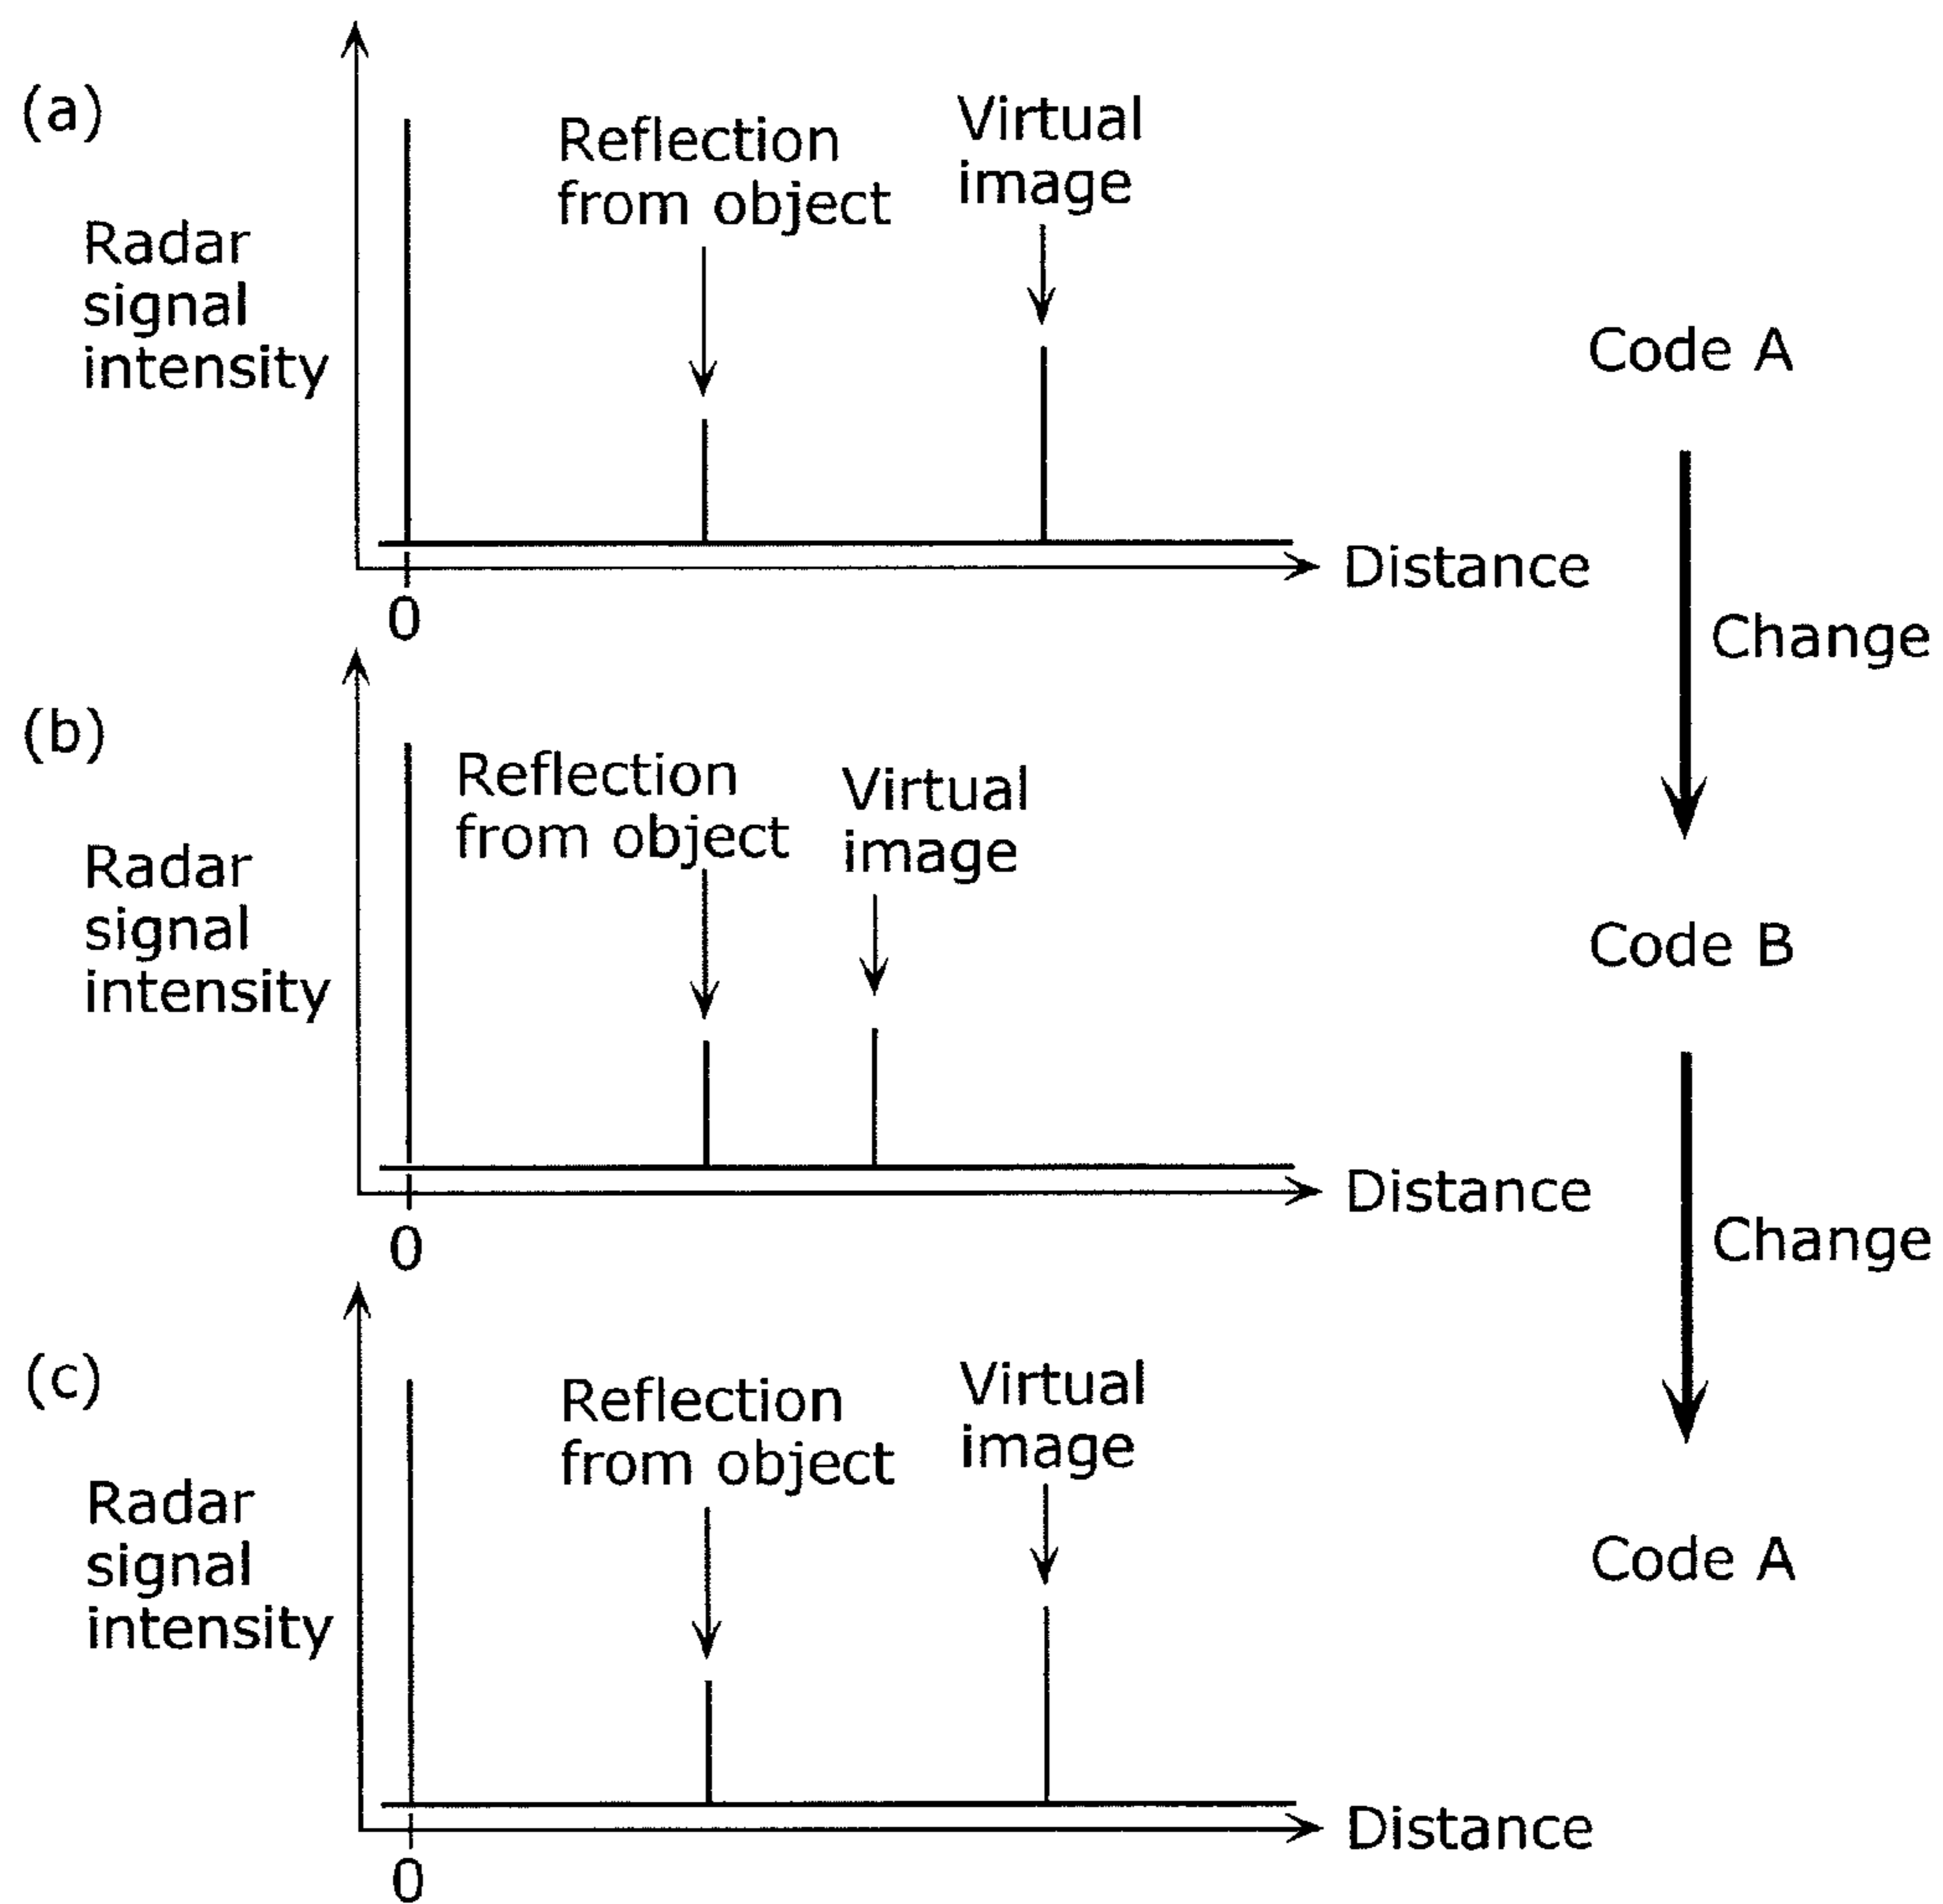 (a)
Reflection
from object
Virtual
image
Radar
signal
intensity
Code A
Distance
0
Change
(b)
Reflection
from object
Virtual
image
Radar
signal
intensity
Code B
Distance
0
Change
(c)
Reflection
from object
Virtual
image
Radar
signal
intensity
Code A
Distance
0